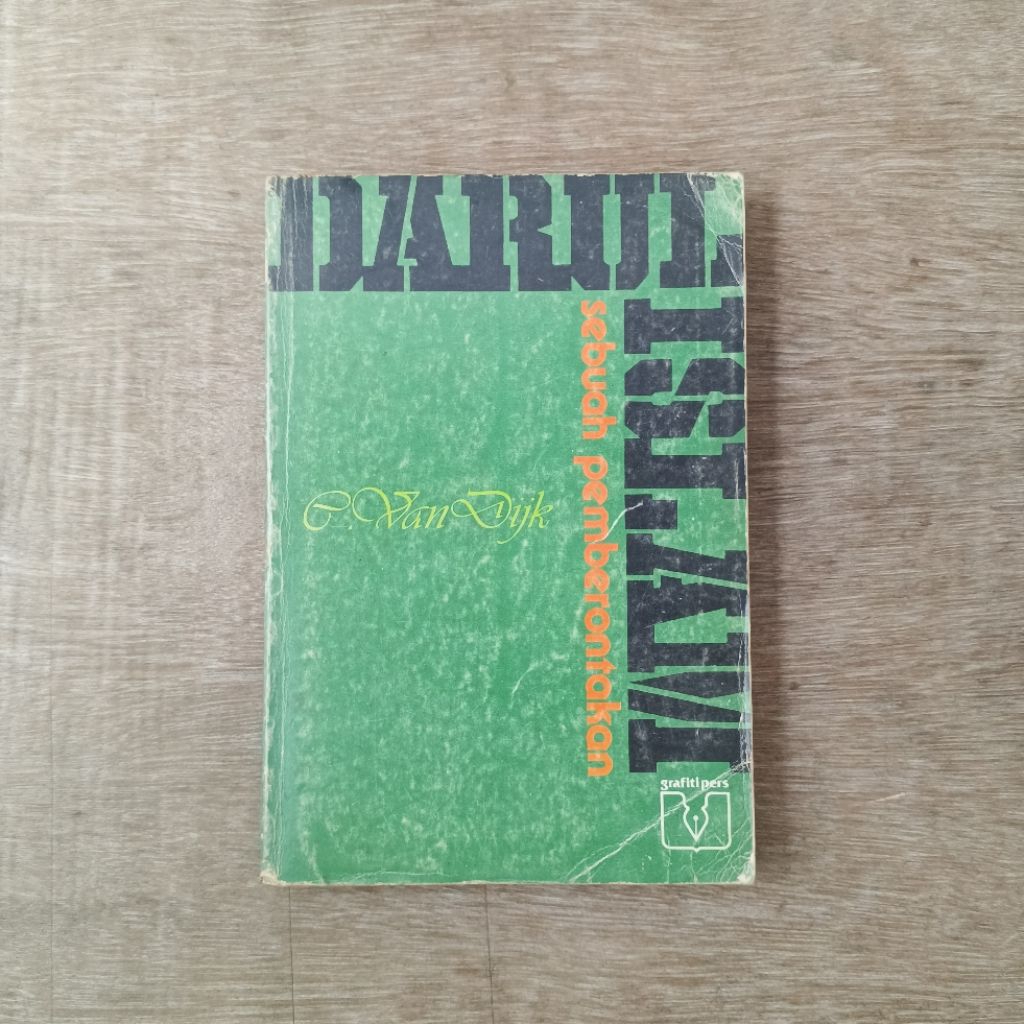 DARUL
ISLAM
sebuah pemberontakan
C. Van Dijk
grafiti pers